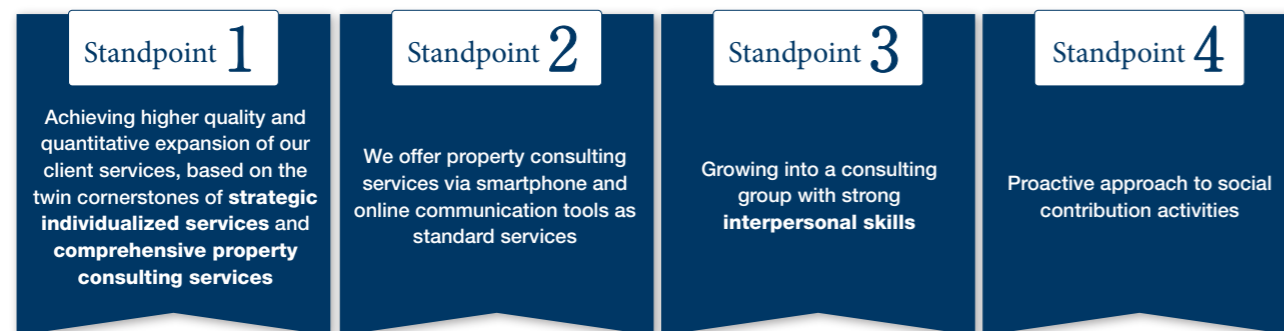 Standpoint 1
Achieving higher quality and
quantitative expansion of our
client services, based on the
twin cornerstones of strategic
individualized services and
comprehensive property
consulting services
Standpoint 2
We offer property consulting
services via smartphone and
online communication tools as
standard services
Standpoint 3
Growing into a consulting
group with strong
interpersonal skills
Standpoint 4
Proactive approach to social
contribution activities